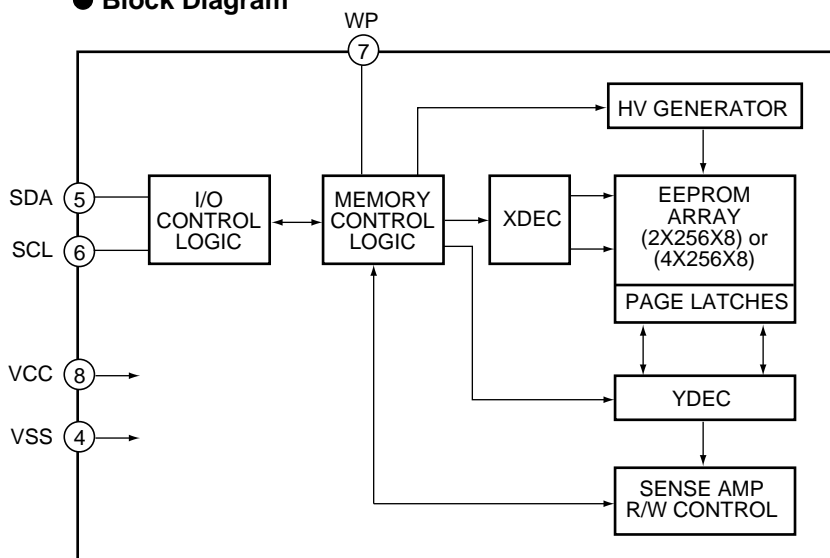 ● Block Diagram
WP
7
HV GENERATOR
SDA
5
SCL
6
I/O
CONTROL
LOGIC
MEMORY
CONTROL
LOGIC
XDEC
EEPROM
ARRAY
(2X256X8) or
(4X256X8)
PAGE LATCHES
VCC
8
YDEC
VSS
4
SENSE AMP
R/W CONTROL